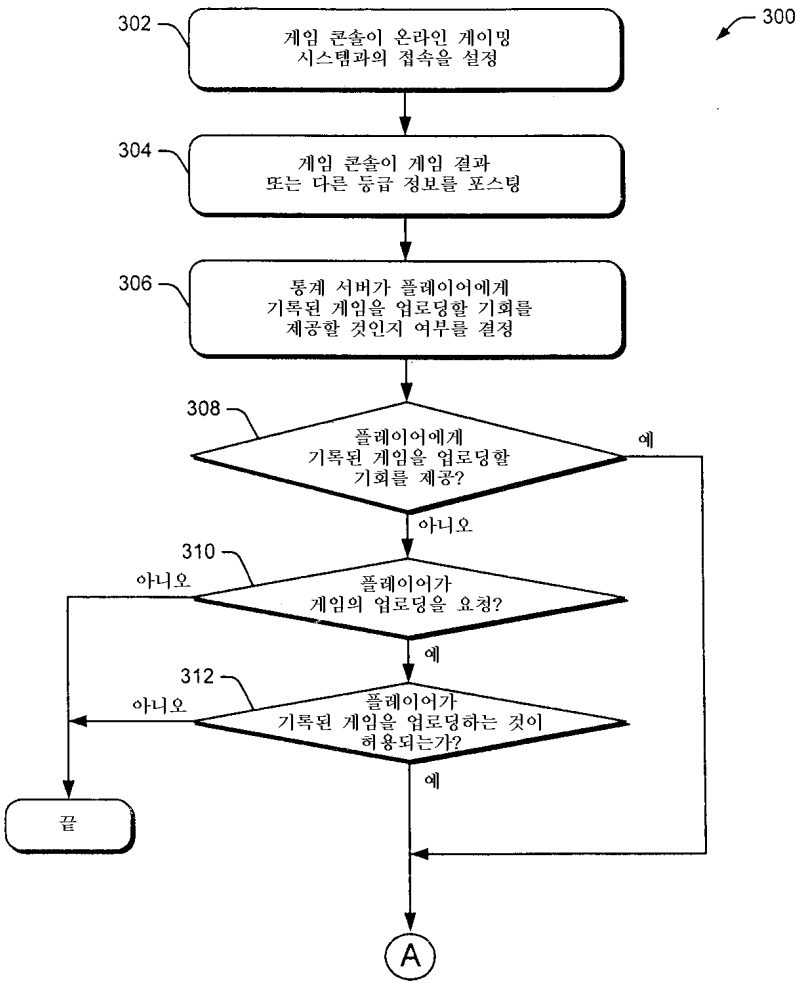 300
302
게임 콘솔이 온라인 게이밍
시스템과의 접속을 설정
304
게임 콘솔이 게임 결과
또는 다른 등급 정보를 포스팅
306
통계 서버가 플레이어에게
기록된 게임을 업로딩할 기회를
제공할 것인지 여부를 결정
308
플레이어에게
기록된 게임을 업로딩할
기회를 제공?
예
아니오
310
플레이어가
게임의 업로딩을 요청?
아니오
예
312
플레이어가
기록된 게임을 업로딩하는 것이
허용되는가?
아니오
예
끝
A